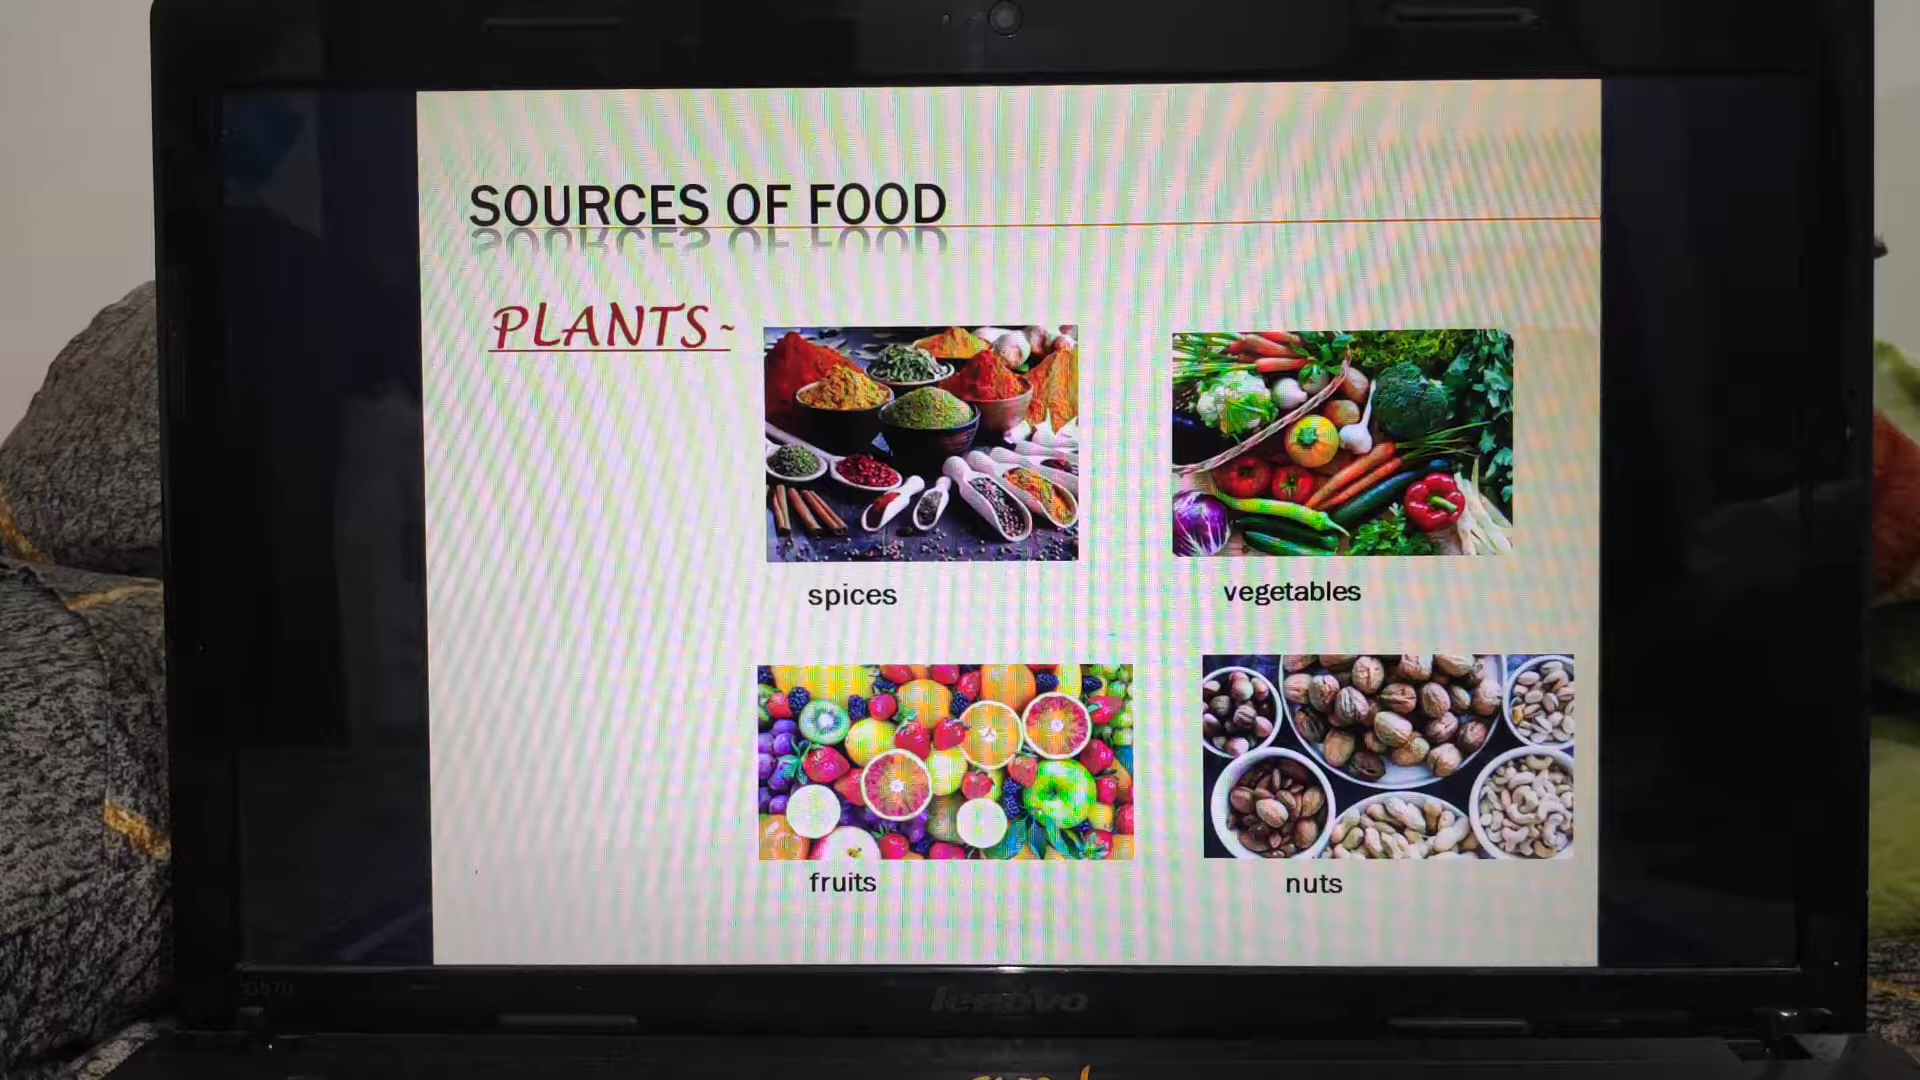 SOURCES OF FOOD
PLANTS-
spices
vegetables
fruits
nuts
lenovo